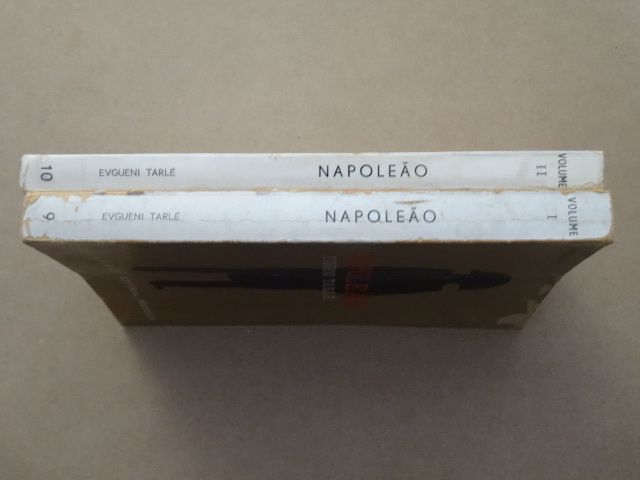 10 EVGUENI TARLÉ NAPOLEÃO VOLUME II
9 EVGUENI TARLÉ NAPOLEÃO VOLUME I